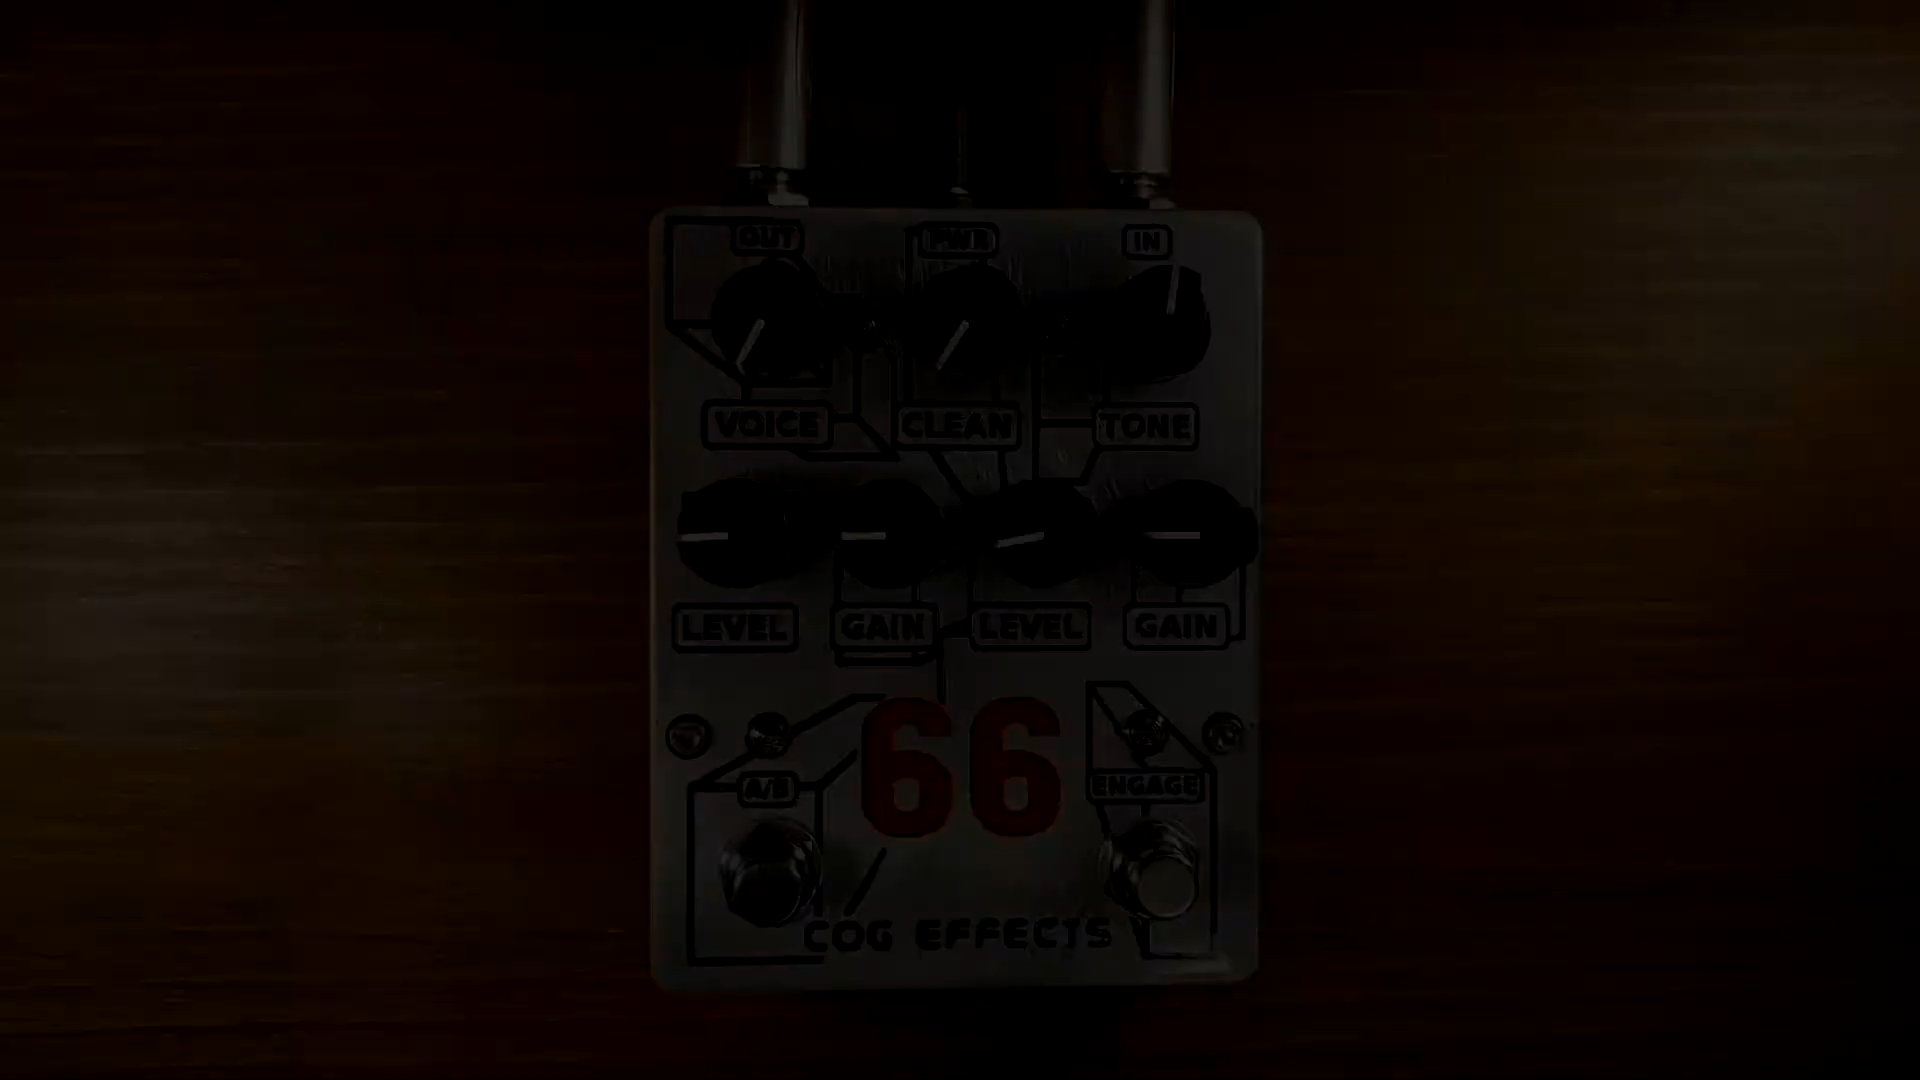 OUT PWR IN
VOICE CLEAN TONE
LEVEL GAIN LEVEL GAIN
66
A/B ENGAGE
COG EFFECTS